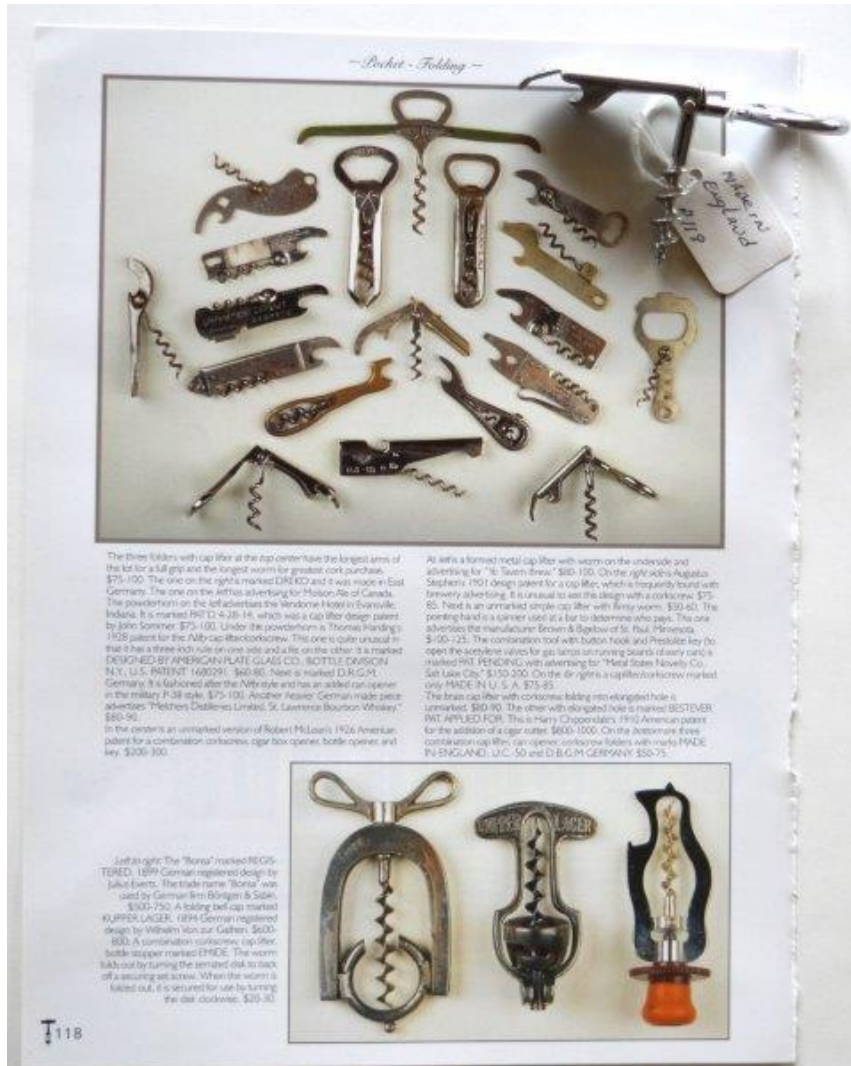 ~ Pocket - Folding ~
MADE IN
England
P118
The three folders with cap lifter at the top center have the longest arms of
the lot for a full grip and the longest worm for greatest cork purchase.
$75-100. The one on the right is marked DREKO and it was made in East
Germany. The one on the left has advertising for Molson Ale of Canada.
The powderhorn on the left advertises the Vendome Hotel in Evansville,
Indiana. It is marked PAT'D 4-28-14, which was a cap lifter design patent
by John Sommer. $75-100. Under the powderhorn is Thomas Harding's
1928 patent for the Nifty cap lifter/corkscrew. This one is quite unusual in
that it has a three inch rule on one side and a file on the other. It is marked
DESIGNED BY AMERICAN PLATE GLASS CO., BOTTLE DIVISION
N.Y., U.S. PATENT 1680291. $60-80. Next is marked D.R.G.M.
Germany. It is fashioned after the Nifty style and has an added can opener
in the military P-38 style. $75-100. Another heavier German made piece
advertises "Melchers Distilleries Limited, St. Lawrence Bourbon Whiskey."
$80-90.
In the center is an unmarked version of Robert McLean's 1926 American
patent for a combination corkscrew, cigar box opener, bottle opener, and
key. $200-300.
At left is a formed metal cap lifter with worm on the underside and
advertising for "Ye Tavern Brew." $80-100. On the right side is Augustus
Stephen's 1901 design patent for a cap lifter, which is frequently found with
brewery advertising. It is unusual to see this design with a corkscrew. $75-
85. Next is an unmarked simple cap lifter with flimsy worm. $50-60. The
pointing hand is a spinner used at a bar to determine who pays. This one
advertises the manufacturer Brown & Bigelow of St. Paul, Minnesota.
$100-125. The combination tool with button hook and Prestolite key (to
open the acetylene valves for gas lamps on running boards of early cars) is
marked PAT. PENDING with advertising for "Metal States Novelty Co.,
Salt Lake City." $150-200. On the far right is a caplifter/corkscrew marked
only MADE IN U. S. A. $75-85.
The brass cap lifter with corkscrew folding into elongated hole is
unmarked. $80-90. The other with elongated hole is marked BESTEVER
PAT. APPLIED FOR. This is Harry Chippendale's 1910 American patent
for the addition of a cigar cutter. $800-1000. On the bottom are three
combination cap lifter, can opener, corkscrew folders with marks MADE
IN ENGLAND, U.C.-50 and D.B.G.M GERMANY. $50-75.
KUPPER LAGER
Left to right: The "Bonsa" marked REGIS-
TERED. 1899 German registered design by
Julius Everts. The trade name "Bonsa" was
used by German firm Böntgen & Sabin.
$500-750. A folding bell cap marked
KUPPER LAGER. 1894 German registered
design by Wilhelm Von zur Gathen. $600-
800. A combination corkscrew, cap lifter,
bottle stopper marked EMIDE. The worm
folds out by turning the serrated disk to back
off a securing set screw. When the worm is
folded out, it is secured for use by turning
the disk clockwise. $20-30.
118